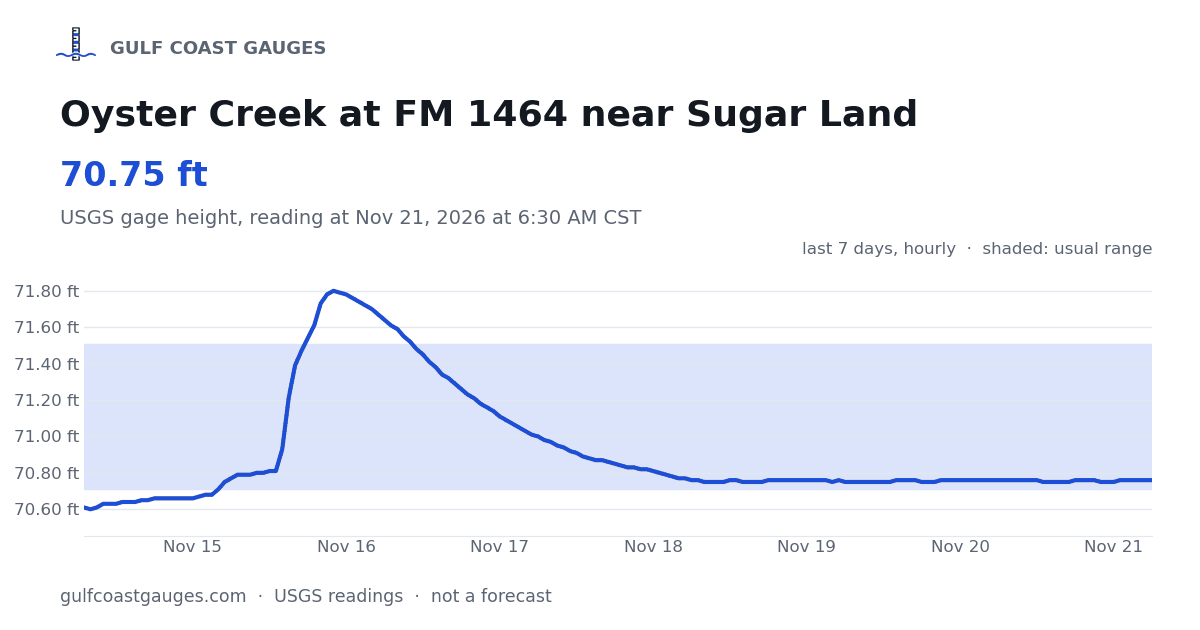 GULF COAST GAUGES
Oyster Creek at FM 1464 near Sugar Land
70.75 ft
USGS gage height, reading at Nov 21, 2026 at 6:30 AM CST
last 7 days, hourly · shaded: usual range
71.80 ft
71.60 ft
71.40 ft
71.20 ft
71.00 ft
70.80 ft
70.60 ft
Nov 15 Nov 16 Nov 17 Nov 18 Nov 19 Nov 20 Nov 21
gulfcoastgauges.com · USGS readings · not a forecast